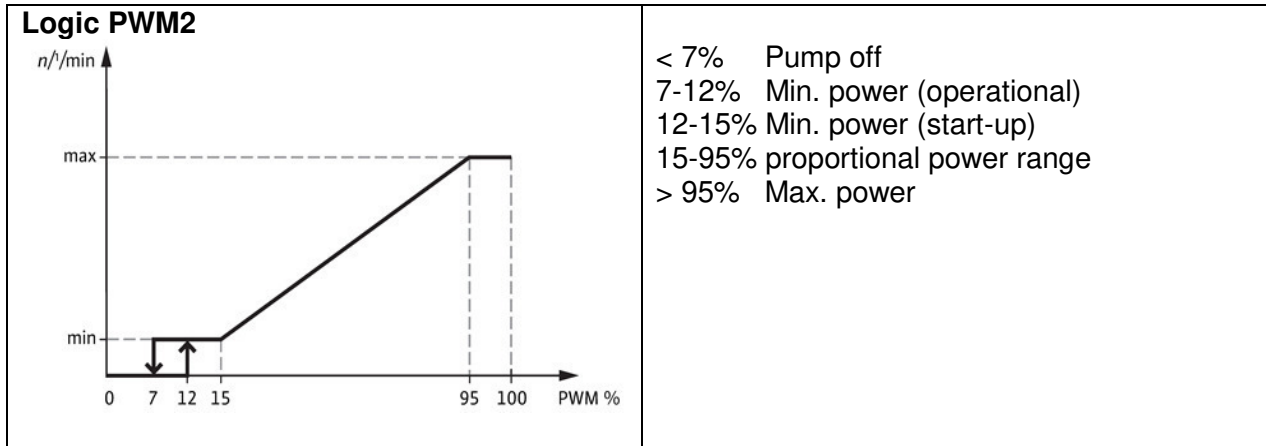 Logic PWM2
n/¹/min
max
min
0 7 12 15 95 100 PWM %
< 7% Pump off
7-12% Min. power (operational)
12-15% Min. power (start-up)
15-95% proportional power range
> 95% Max. power